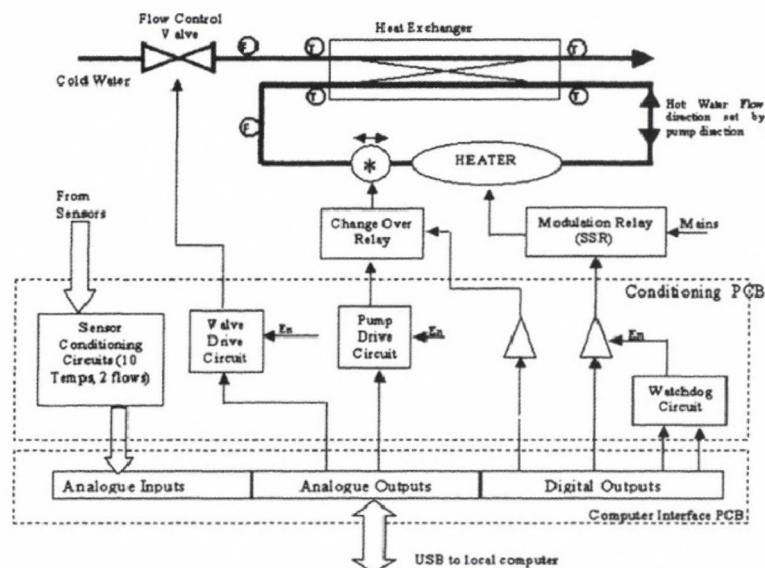 Flow Control
Valve
Heat Exchanger
F
T
T
Cold Water
T
T
F
Hot Water Flow
direction set by
pump direction
*
HEATER
From
Sensors
Change Over
Relay
Modulation Relay
(SSR)
Mains
Conditioning PCB
Sensor
Conditioning
Circuits (10
Temps, 2 flows)
Valve
Drive
Circuit
En
Pump
Drive
Circuit
En
En
Watchdog
Circuit
Analogue Inputs
Analogue Outputs
Digital Outputs
Computer Interface PCB
USB to local computer